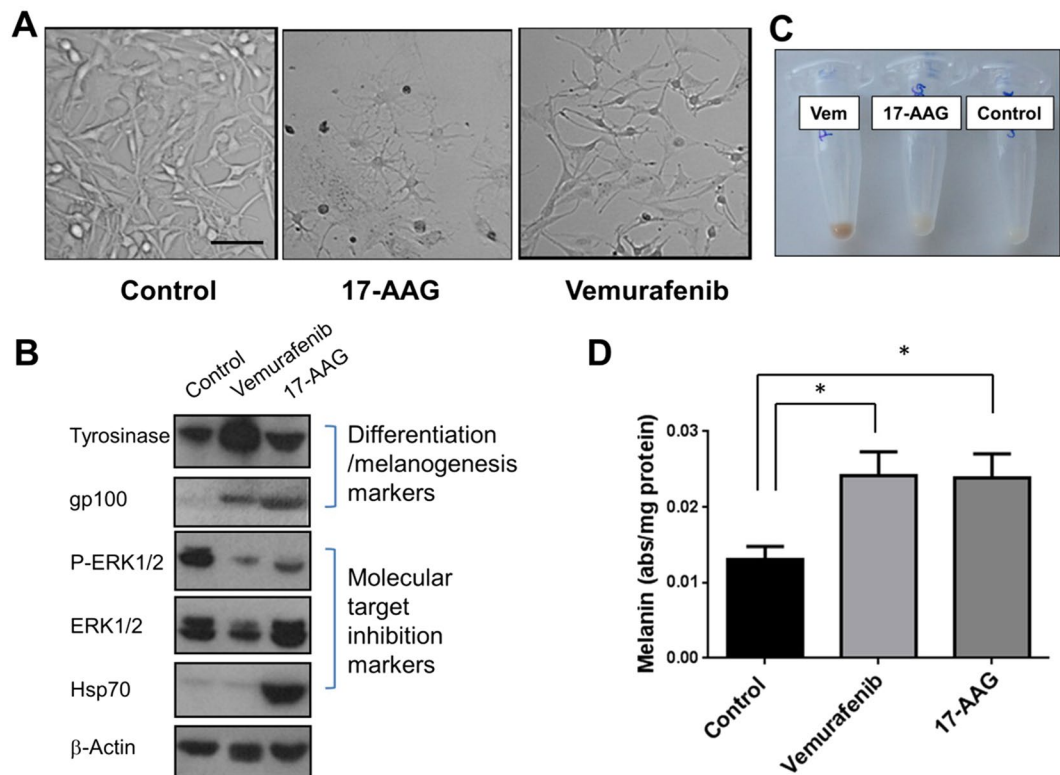 A
Control
17-AAG
Vemurafenib
C
Vem
17-AAG
Control
B
Control
Vemurafenib
17-AAG
Tyrosinase
gp100
P-ERK1/2
ERK1/2
Hsp70
β-Actin
Differentiation
/melanogenesis
markers
Molecular
target
inhibition
markers
D
*
*
Melanin (abs/mg protein)
0.03
0.02
0.01
0.00
Control
Vemurafenib
17-AAG